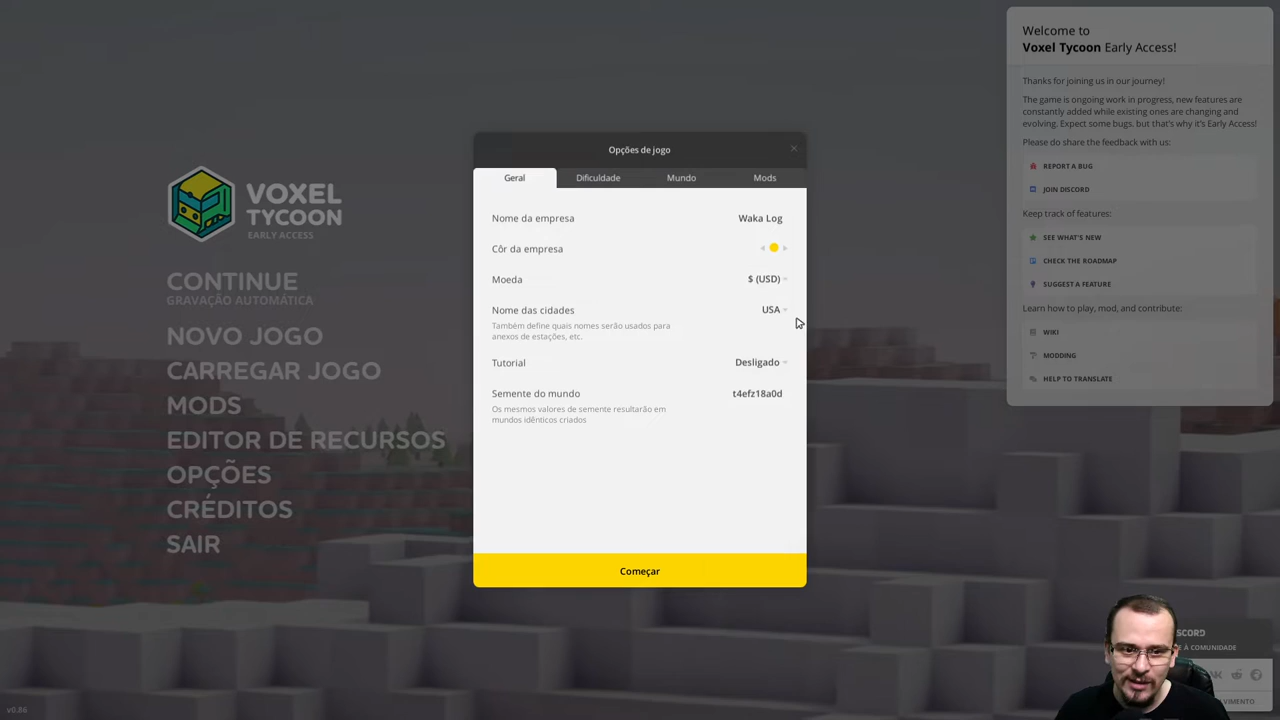 VOXEL
TYCOON
EARLY ACCESS
CONTINUE
GRAVAÇÃO AUTOMÁTICA
NOVO JOGO
CARREGAR JOGO
MODS
EDITOR DE RECURSOS
OPÇÕES
CRÉDITOS
SAIR
v0.86
Opções de jogo
Geral
Dificuldade
Mundo
Mods
Nome da empresa
Waka Log
Côr da empresa
Moeda
$ (USD)
Nome das cidades
USA
Também define quais nomes serão usados para
anexos de estações, etc.
Tutorial
Desligado
Semente do mundo
t4efz18a0d
Os mesmos valores de semente resultarão em
mundos idênticos criados
Começar
Welcome to
Voxel Tycoon Early Access!
Thanks for joining us in our journey!
The game is ongoing work in progress, new features are
constantly added while existing ones are changing and
evolving. Expect some bugs. but that's why it's Early Access!
Please do share the feedback with us:
REPORT A BUG
JOIN DISCORD
Keep track of features:
SEE WHAT'S NEW
CHECK THE ROADMAP
SUGGEST A FEATURE
Learn how to play, mod, and contribute:
WIKI
MODDING
HELP TO TRANSLATE
SCORD
E À COMUNIDADE
LVIMENTO